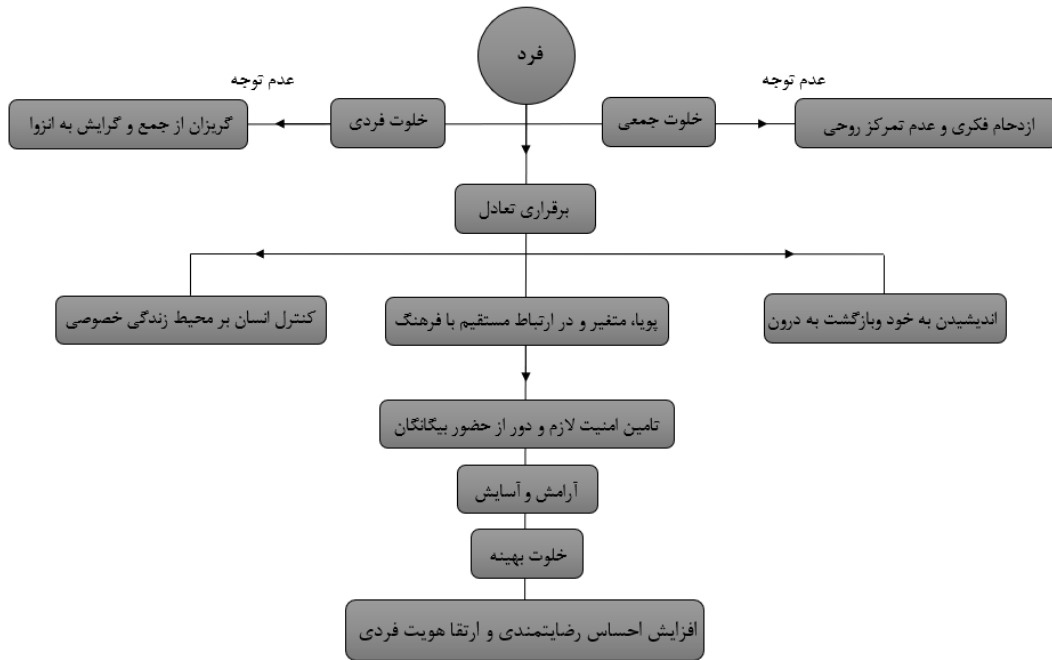 فرد
عدم توجه
عدم توجه
ازدحام فکری و عدم تمرکز روحی
خلوت جمعی
خلوت فردی
گریزان از جمع و گرایش به انزوا
برقراری تعادل
اندیشیدن به خود وبازگشت به درون
پویا، متغیر و در ارتباط مستقیم با فرهنگ
کنترل انسان بر محیط زندگی خصوصی
تامین امنیت لازم و دور از حضور بیگانگان
آرامش و آسایش
خلوت بهینه
افزایش احساس رضایتمندی و ارتقا هویت فردی